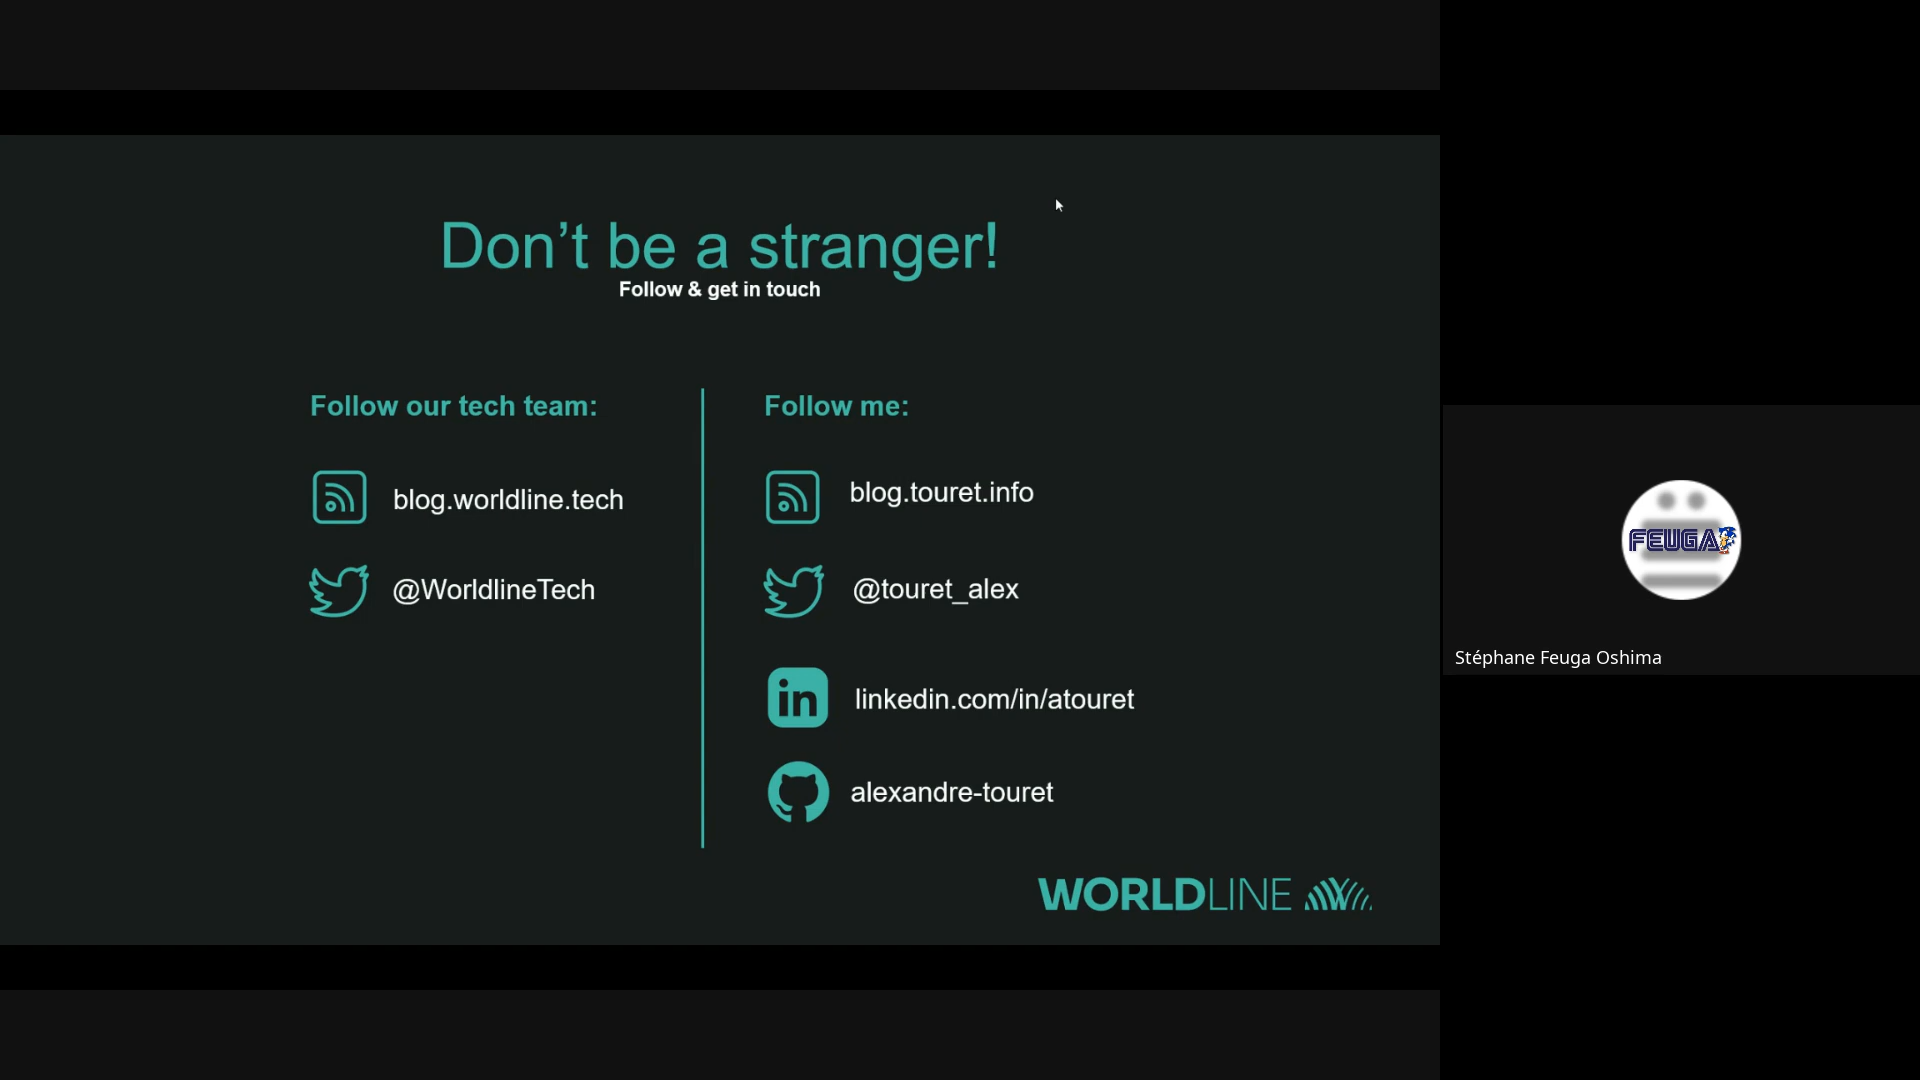 Don’t be a stranger!
Follow & get in touch
Follow our tech team:
blog.worldline.tech
@WorldlineTech
Follow me:
blog.touret.info
@touret_alex
in
linkedin.com/in/atouret
alexandre-touret
WORLDLINE
FEUGA
Stéphane Feuga Oshima